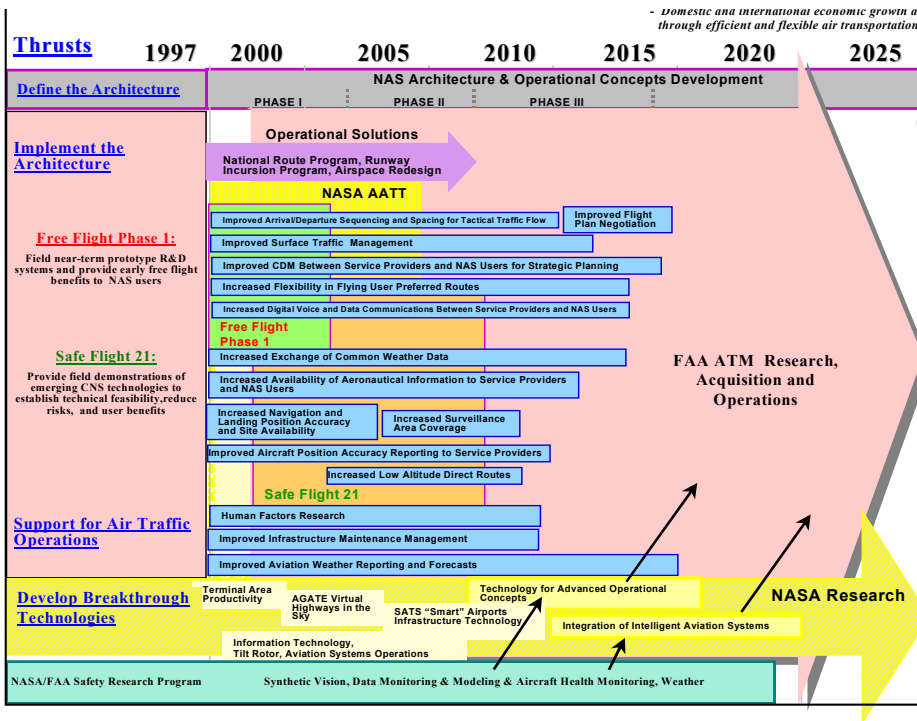 - Domestic and international economic growth a
through efficient and flexible air transportation
Thrusts
1997 2000 2005 2010 2015 2020 2025
Define the Architecture
NAS Architecture & Operational Concepts Development
PHASE I PHASE II PHASE III
Operational Solutions
Implement the
Architecture
National Route Program, Runway
Incursion Program, Airspace Redesign
NASA AATT
Improved Arrival/Departure Sequencing and Spacing for Tactical Traffic Flow
Improved Flight
Plan Negotiation
Free Flight Phase 1:
Field near-term prototype R&D
systems and provide early free flight
benefits to NAS users
Improved Surface Traffic Management
Improved CDM Between Service Providers and NAS Users for Strategic Planning
Increased Flexibility in Flying User Preferred Routes
Increased Digital Voice and Data Communications Between Service Providers and NAS Users
Free Flight
Phase 1
Safe Flight 21:
Provide field demonstrations of
emerging CNS technologies to
establish technical feasibility,reduce
risks, and user benefits
Increased Exchange of Common Weather Data
Increased Availability of Aeronautical Information to Service Providers
and NAS Users
Increased Navigation and
Landing Position Accuracy
and Site Availability
Increased Surveillance
Area Coverage
Improved Aircraft Position Accuracy Reporting to Service Providers
Increased Low Altitude Direct Routes
Safe Flight 21
FAA ATM Research,
Acquisition and
Operations
Support for Air Traffic
Operations
Human Factors Research
Improved Infrastructure Maintenance Management
Improved Aviation Weather Reporting and Forecasts
Develop Breakthrough
Technologies
Terminal Area
Productivity
AGATE Virtual
Highways in the
Sky
SATS “Smart” Airports
Infrastructure Technology
Technology for Advanced Operational
Concepts
Integration of Intelligent Aviation Systems
NASA Research
Information Technology,
Tilt Rotor, Aviation Systems Operations
NASA/FAA Safety Research Program
Synthetic Vision, Data Monitoring & Modeling & Aircraft Health Monitoring, Weather